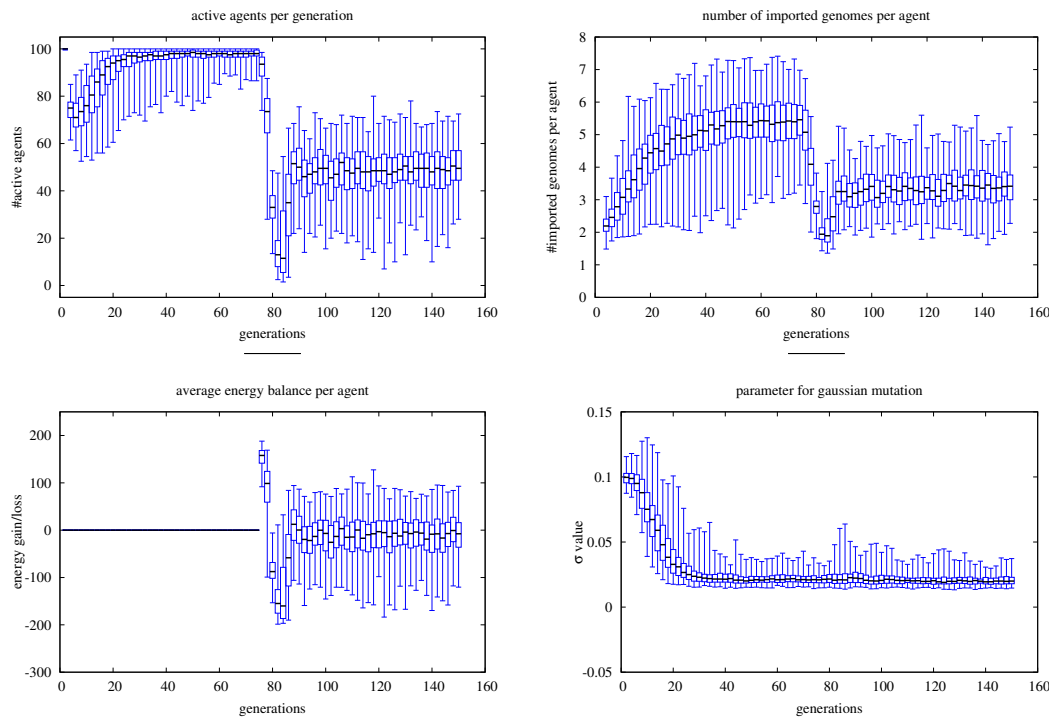 active agents per generation
#active agents
100
80
60
40
20
0
0 20 40 60 80 100 120 140 160
generations
number of imported genomes per agent
#imported genomes per agent
8
7
6
5
4
3
2
1
0
0 20 40 60 80 100 120 140 160
generations
average energy balance per agent
energy gain/loss
200
100
0
-100
-200
-300
0 20 40 60 80 100 120 140 160
generations
parameter for gaussian mutation
σ value
0.15
0.1
0.05
0
-0.05
0 20 40 60 80 100 120 140 160
generations